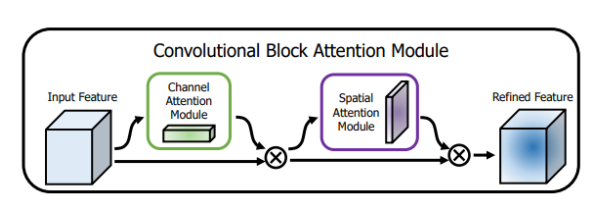 Convolutional Block Attention Module
Input Feature
Channel
Attention
Module
Spatial
Attention
Module
Refined Feature